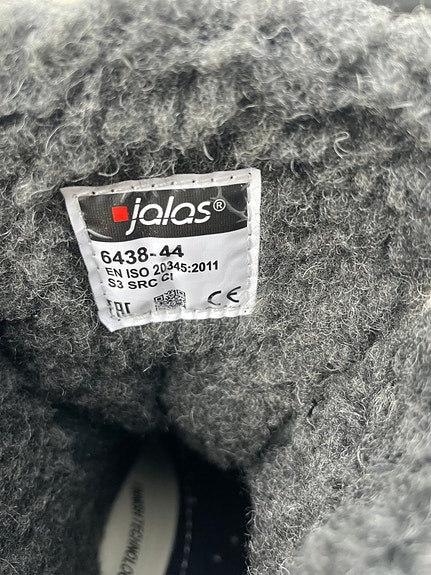 jalas®
6438-44
EN ISO 20345:2011
S3 SRC CI
EAC CE